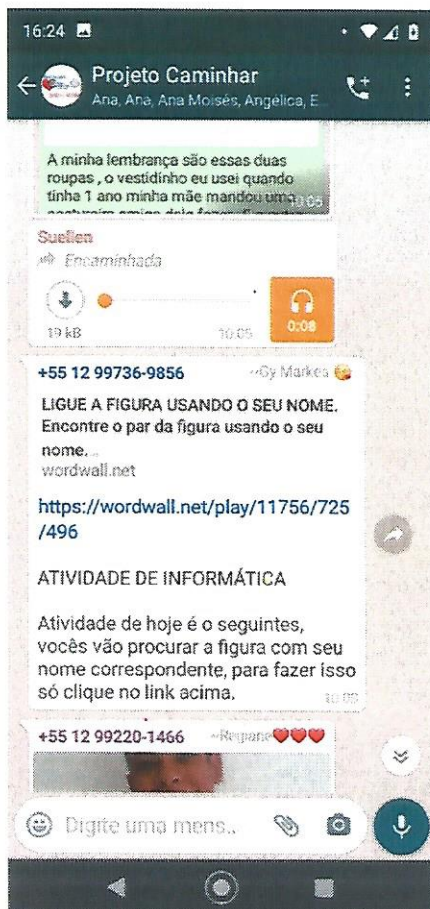 16:24
Projeto Caminhar
Ana, Ana, Ana Moisés, Angélica, E...
A minha lembrança são essas duas
roupas , o vestidinho eu usei quando
tinha 1 ano minha mãe mandou uma
Suellen
Encaminhada
19 kB 10:05 0:08
+55 12 99736-9856 ~Gy Markes 😘
LIGUE A FIGURA USANDO O SEU NOME.
Encontre o par da figura usando o seu
nome...
wordwall.net
https://wordwall.net/play/11756/725
/496
ATIVIDADE DE INFORMÁTICA
Atividade de hoje é o seguintes,
vocês vão procurar a figura com seu
nome correspondente, para fazer isso
só clique no link acima.
10:05
+55 12 99220-1466
Digite uma mens..